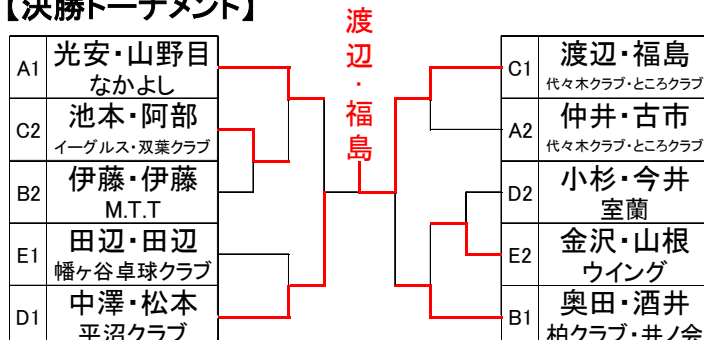 【決勝トーナメント】
A1
光安・山野目
なかよし
C2
池本・阿部
イーグルス・双葉クラブ
B2
伊藤・伊藤
M.T.T
E1
田辺・田辺
幡ヶ谷卓球クラブ
D1
中澤・松本
平沼クラブ
渡辺・福島
C1
渡辺・福島
代々木クラブ・ところクラブ
A2
仲井・古市
代々木クラブ・ところクラブ
D2
小杉・今井
室蘭
E2
金沢・山根
ウイング
B1
奥田・酒井
柏クラブ・井ノ会